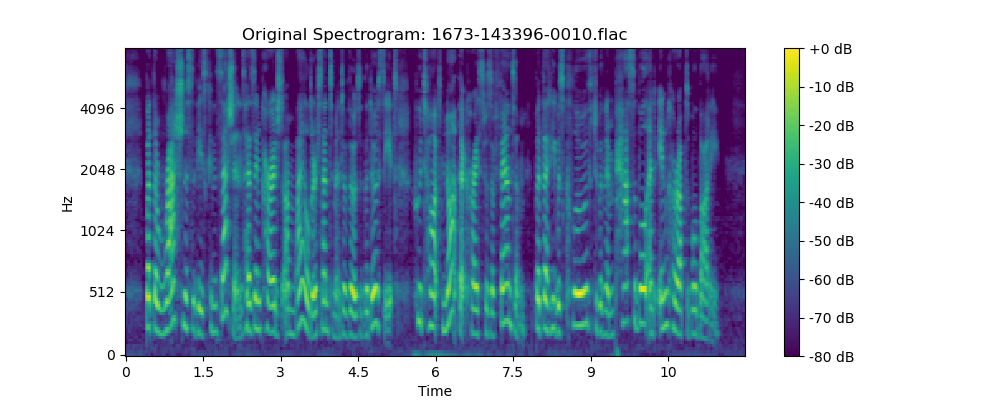 Original Spectrogram: 1673-143396-0010.flac
Hz
4096
2048
1024
512
0
0 1.5 3 4.5 6 7.5 9 10
Time
+0 dB
-10 dB
-20 dB
-30 dB
-40 dB
-50 dB
-60 dB
-70 dB
-80 dB